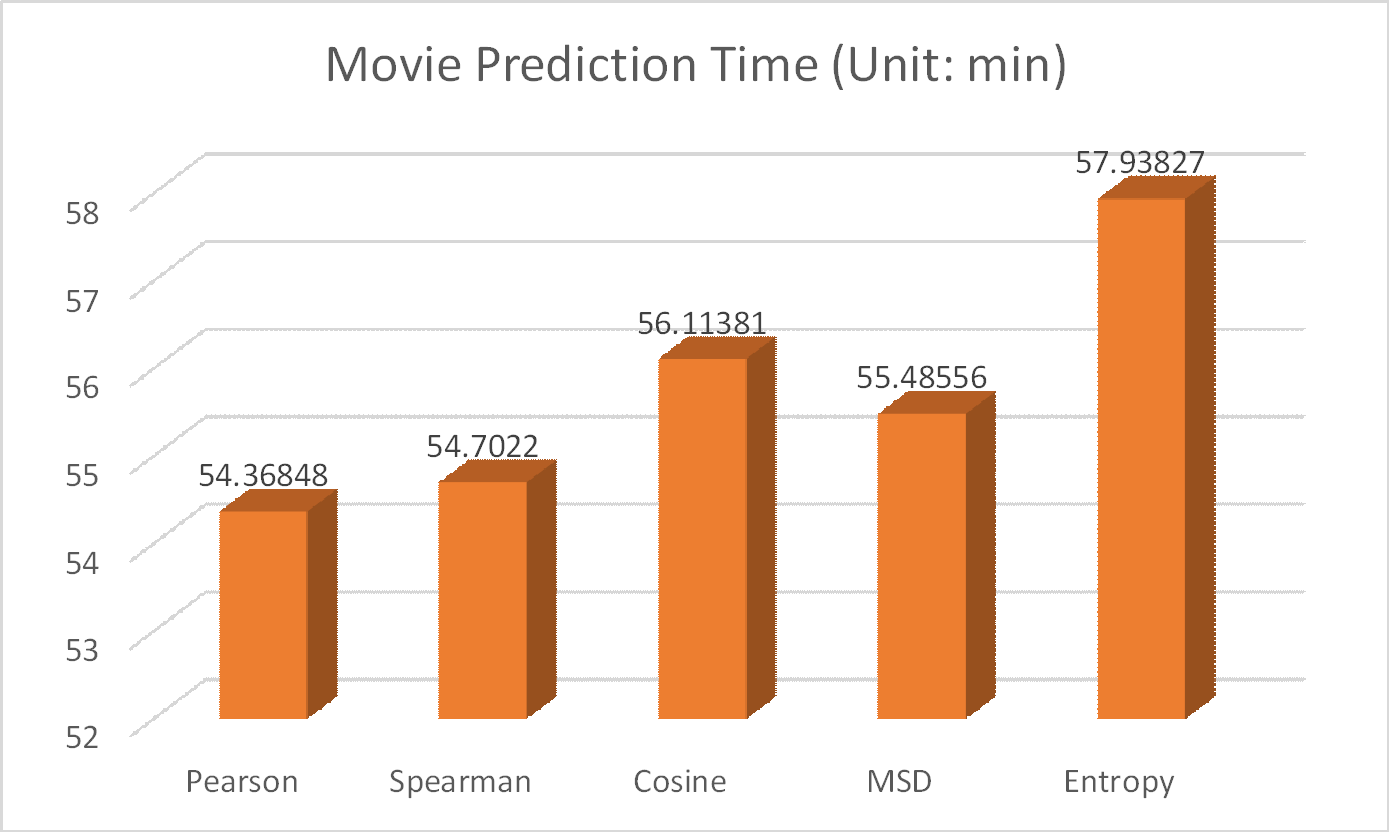 Movie Prediction Time (Unit: min)
58
57
56
55
54
53
52
54.36848
54.7022
56.11381
55.48556
57.93827
Pearson
Spearman
Cosine
MSD
Entropy